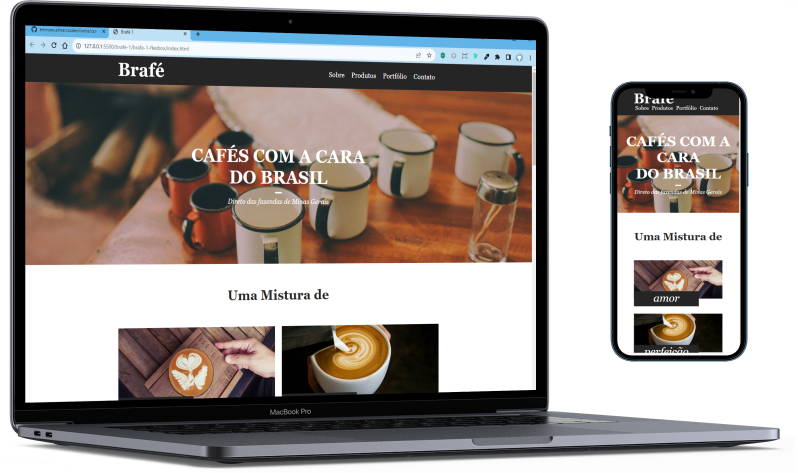 Brafé-1
127.0.0.1:5500/brafe-1/brafe-1-flexbox/index.html
Brafé
Sobre Produtos Portfólio Contato
CAFÉS COM A CARA
DO BRASIL
Direto das fazendas de Minas Gerais
Uma Mistura de
MacBook Pro
Brafé
Sobre Produtos Portfólio Contato
CAFÉS COM A
CARA
DO BRASIL
Direto das fazendas de Minas Gerais
Uma Mistura de
amor
perfeição